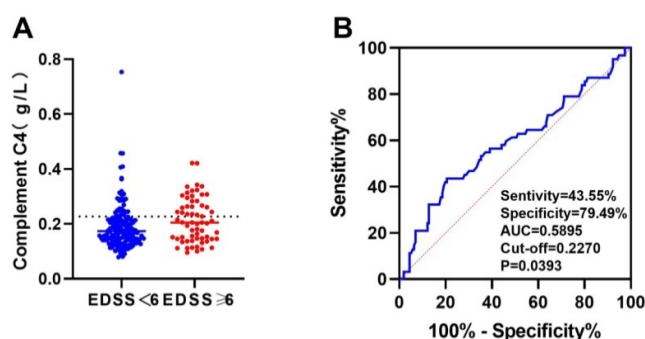 A
Complement C4( g/L)
0.8
0.6
0.4
0.2
0.0
EDSS<6 EDSS⩾6
B
Sensitivity%
100
80
60
40
20
0
Sentivity=43.55%
Specificity=79.49%
AUC=0.5895
Cut-off=0.2270
P=0.0393
0 20 40 60 80 100
100% - Specificity%